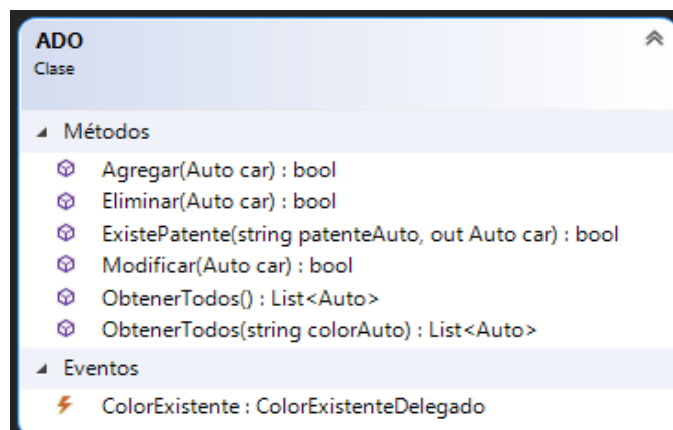 ADO
Clase
Métodos
Agregar(Auto car) : bool
Eliminar(Auto car) : bool
ExistePatente(string patenteAuto, out Auto car) : bool
Modificar(Auto car) : bool
ObtenerTodos() : List<Auto>
ObtenerTodos(string colorAuto) : List<Auto>
Eventos
ColorExistente : ColorExistenteDelegado